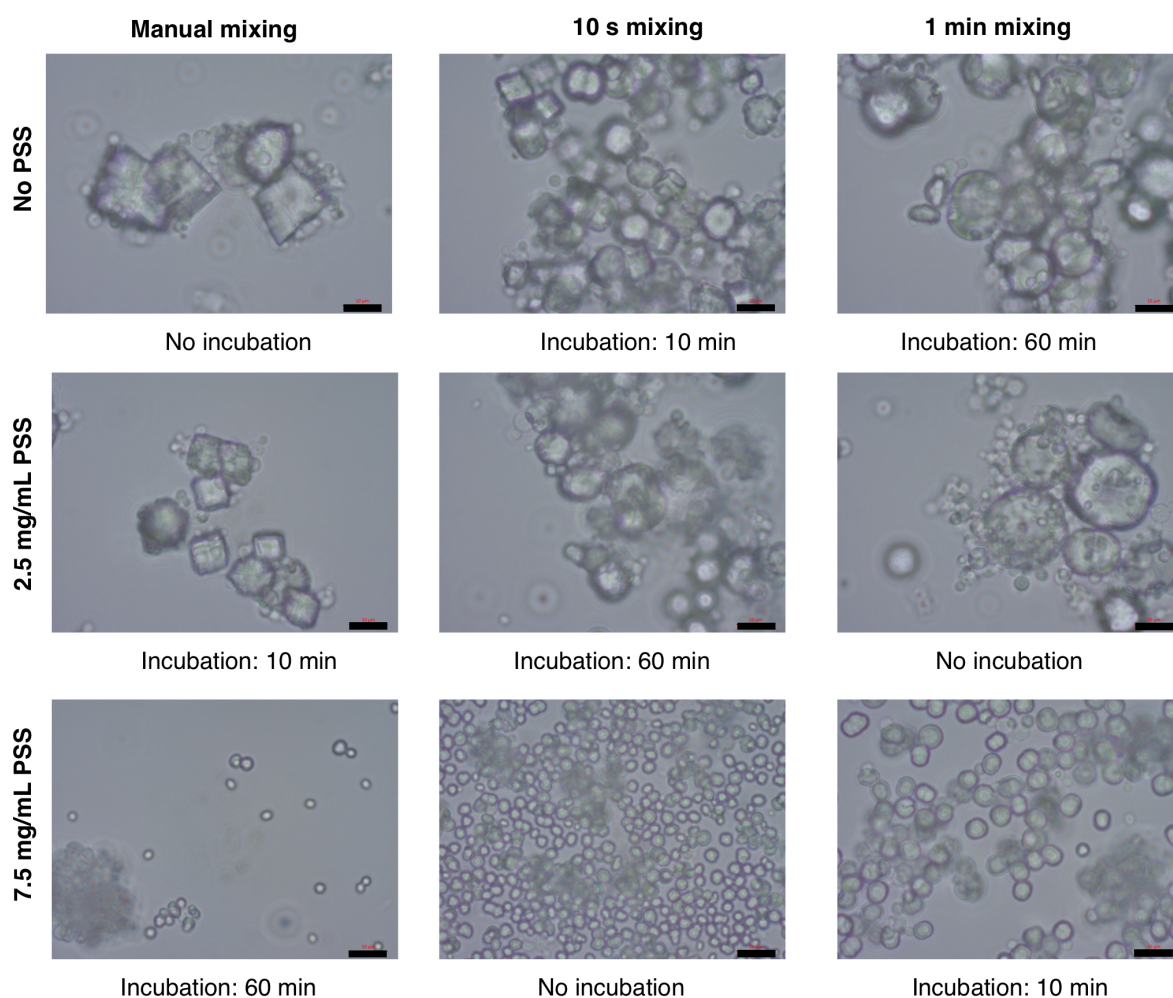 Manual mixing
10 s mixing
1 min mixing
No PSS
No incubation
Incubation: 10 min
Incubation: 60 min
2.5 mg/mL PSS
Incubation: 10 min
Incubation: 60 min
No incubation
7.5 mg/mL PSS
Incubation: 60 min
No incubation
Incubation: 10 min